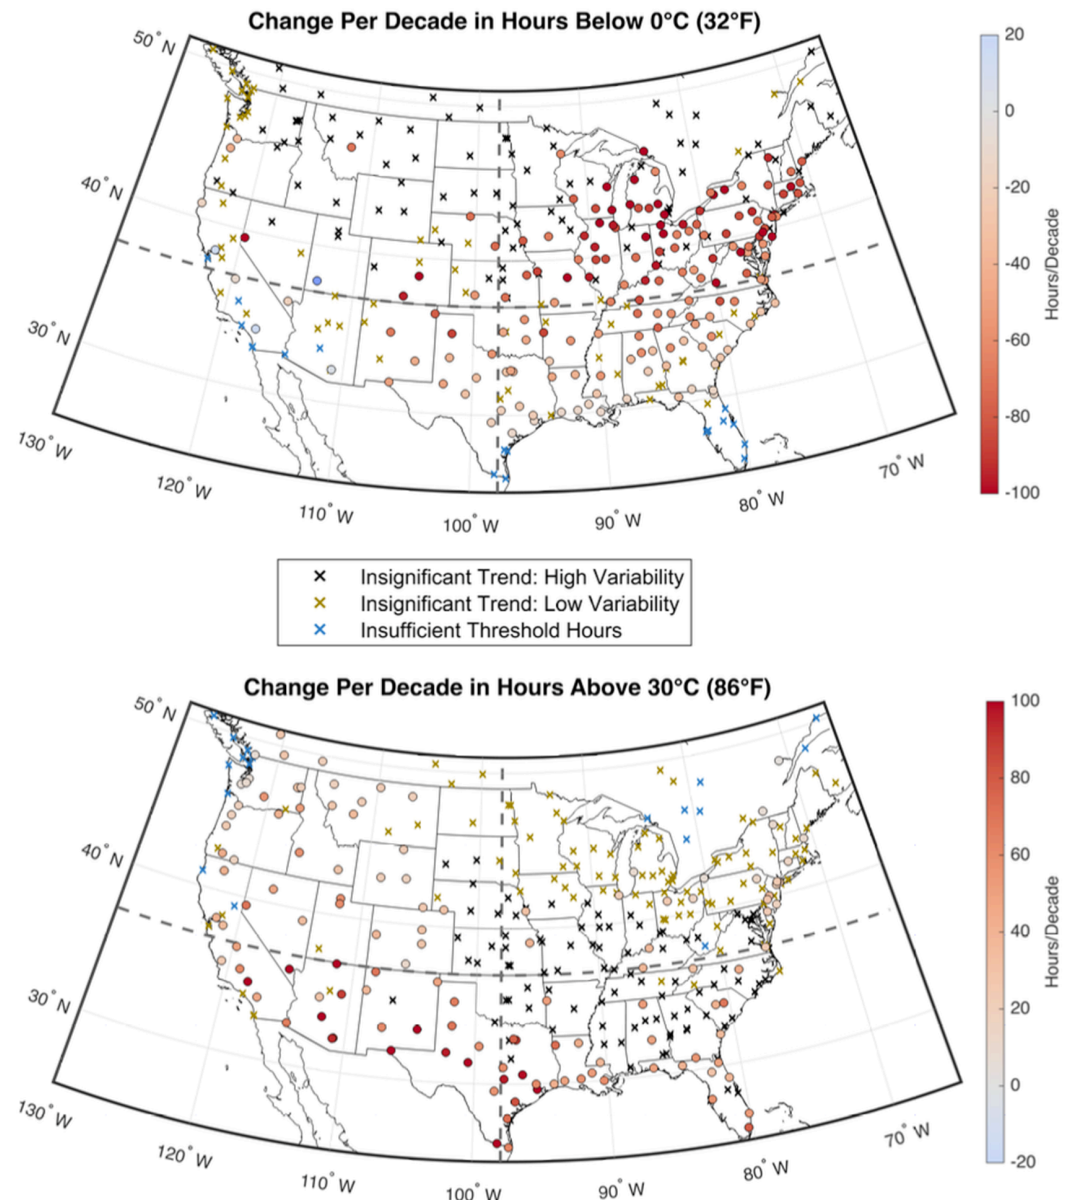 Change Per Decade in Hours Below 0°C (32°F)
50° N
40° N
30° N
130° W
120° W
110° W
100° W
90° W
80° W
70° W
20
0
-20
-40
-60
-80
-100
Hours/Decade
Insignificant Trend: High Variability
Insignificant Trend: Low Variability
Insufficient Threshold Hours
Change Per Decade in Hours Above 30°C (86°F)
50° N
40° N
30° N
130° W
120° W
110° W
100° W
90° W
80° W
70° W
100
80
60
40
20
0
-20
Hours/Decade